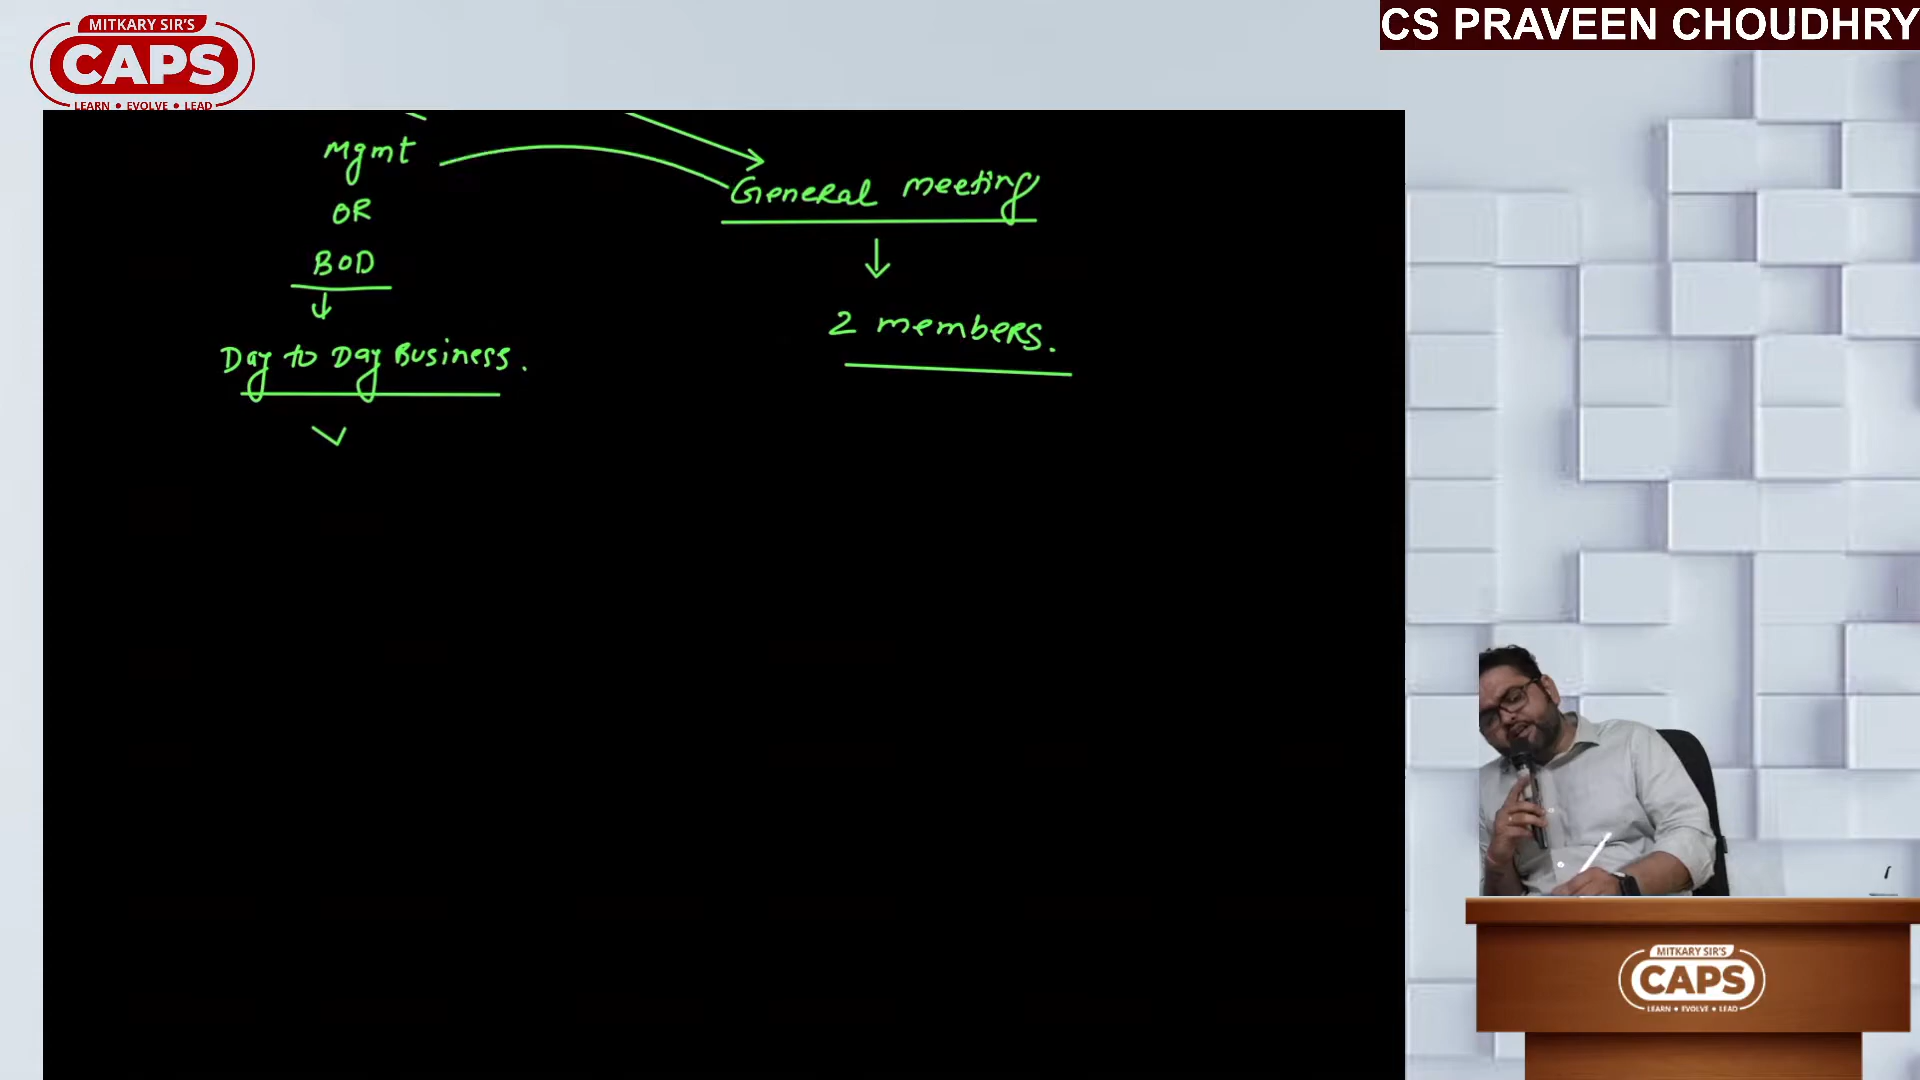 MITKARY SIR'S
CAPS
LEARN • EVOLVE • LEAD
CS PRAVEEN CHOUDHRY
Mgmt
OR
BOD
Day to Day Business.
General meeting
2 members.
MITKARY SIR'S
CAPS
LEARN • EVOLVE • LEAD